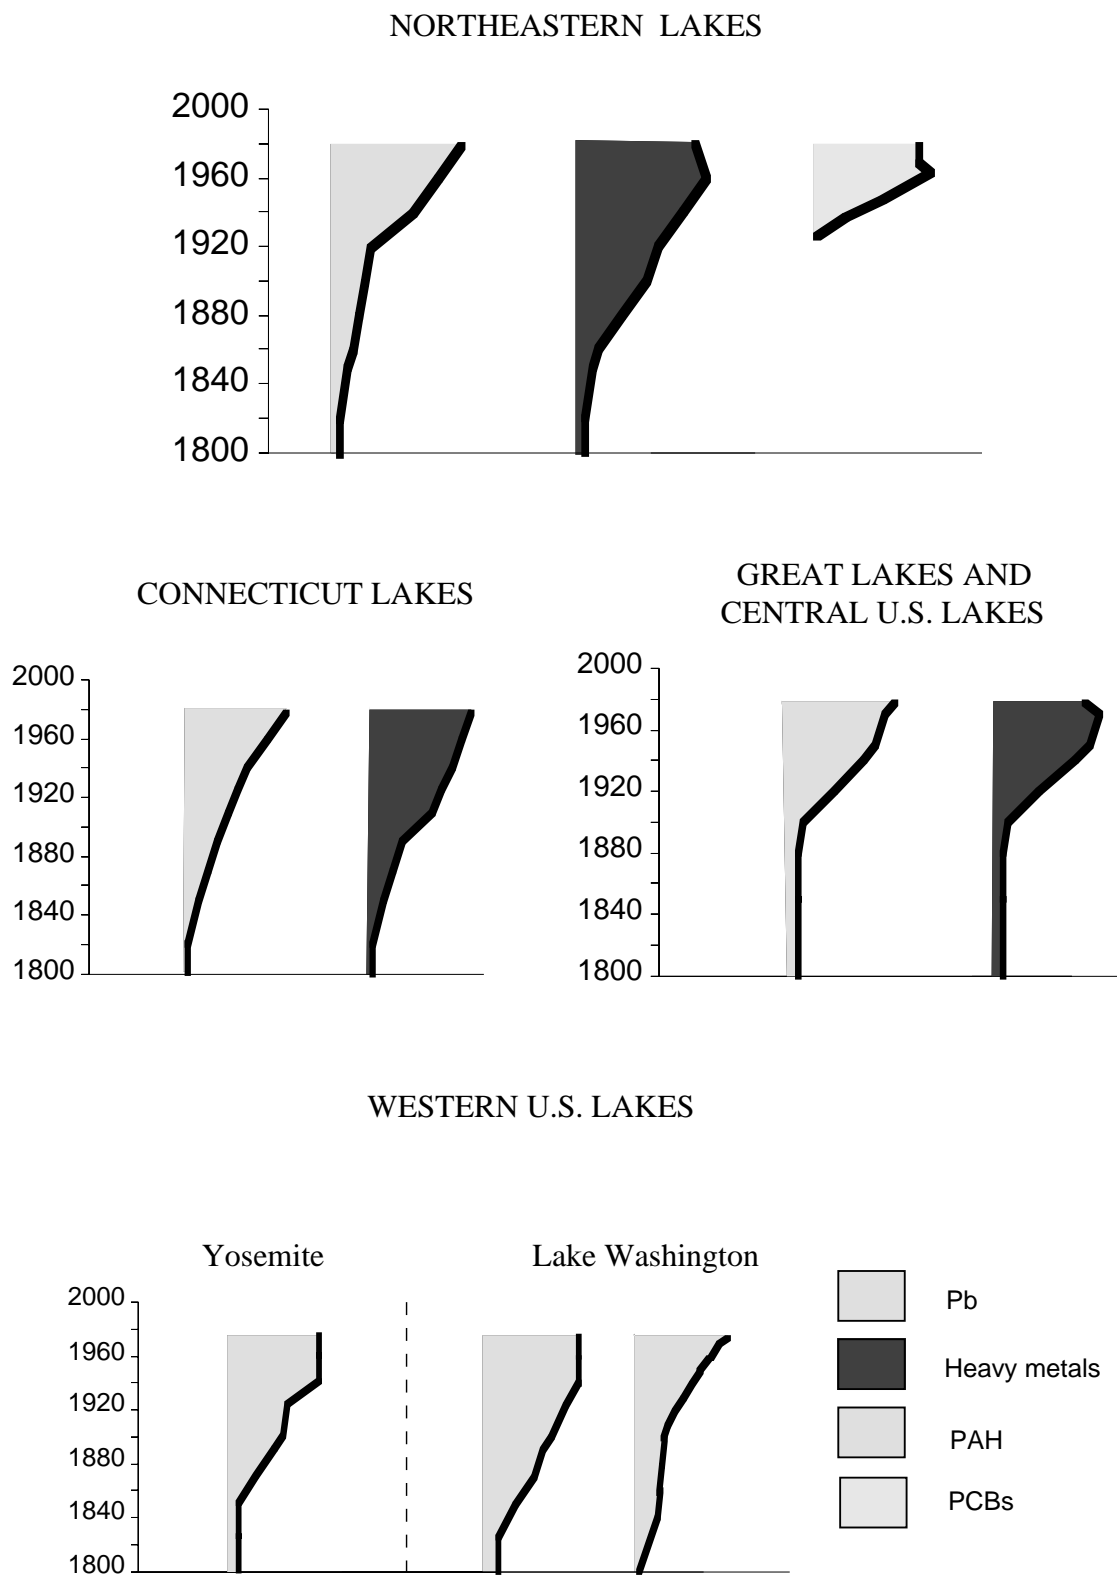 NORTHEASTERN LAKES
2000
1960
1920
1880
1840
1800
CONNECTICUT LAKES
2000
1960
1920
1880
1840
1800
GREAT LAKES AND
CENTRAL U.S. LAKES
2000
1960
1920
1880
1840
1800
WESTERN U.S. LAKES
Yosemite
Lake Washington
2000
1960
1920
1880
1840
1800
Pb
Heavy metals
PAH
PCBs